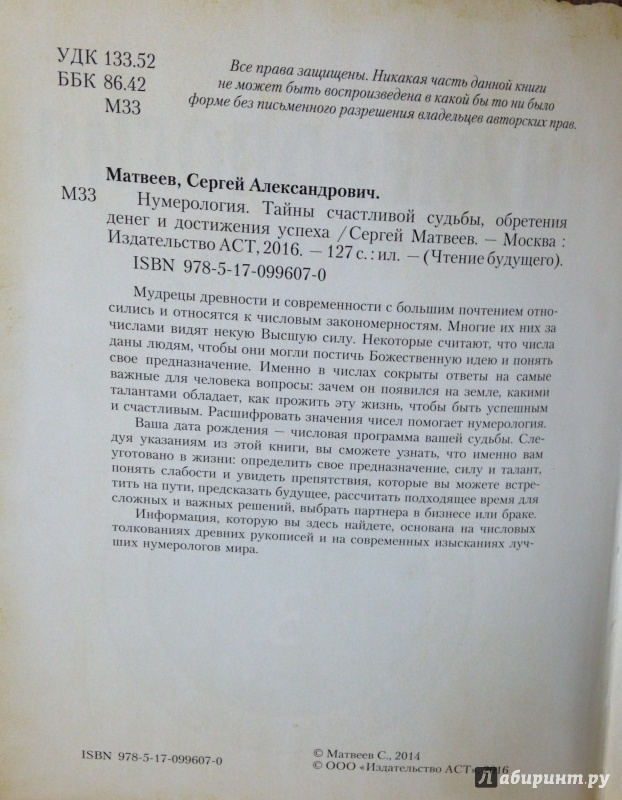 УДК 133.52
ББК 86.42
М33
Все права защищены. Никакая часть данной книги
не может быть воспроизведена в какой бы то ни было
форме без письменного разрешения владельцев авторских прав.
Матвеев, Сергей Александрович.
М33
Нумерология. Тайны счастливой судьбы, обретения
денег и достижения успеха / Сергей Матвеев. — Москва :
Издательство АСТ, 2016. — 127 с. : ил. — (Чтение будущего).
ISBN 978-5-17-099607-0
Мудрецы древности и современности с большим почтением отно-
сились и относятся к числовым закономерностям. Многие их них за
числами видят некую Высшую силу. Некоторые считают, что числа
даны людям, чтобы они могли постичь Божественную идею и понять
свое предназначение. Именно в числах сокрыты ответы на самые
важные для человека вопросы: зачем он появился на земле, какими
талантами обладает, как прожить эту жизнь, чтобы быть успешным
и счастливым. Расшифровать значения чисел помогает нумерология.
Ваша дата рождения — числовая программа вашей судьбы. Сле-
дуя указаниям из этой книги, вы сможете узнать, что именно вам
уготовано в жизни: определить свое предназначение, силу и талант,
понять слабости и увидеть препятствия, которые вы можете встре-
тить на пути, предсказать будущее, рассчитать подходящее время для
сложных и важных решений, выбрать партнера в бизнесе или браке.
Информация, которую вы здесь найдете, основана на числовых
толкованиях древних рукописей и на современных изысканиях луч-
ших нумерологов мира.
ISBN 978-5-17-099607-0
© Матвеев С., 2014
© ООО «Издательство АСТ», 2016
Лабиринт.ру